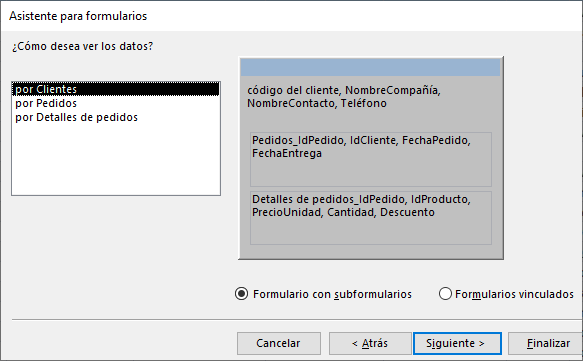 Asistente para formularios
¿Cómo desea ver los datos?
por Clientes
por Pedidos
por Detalles de pedidos
código del cliente, NombreCompañía,
NombreContacto, Teléfono
Pedidos_IdPedido, IdCliente, FechaPedido,
FechaEntrega
Detalles de pedidos_IdPedido, IdProducto,
PrecioUnidad, Cantidad, Descuento
Formulario con subformularios
Formularios vinculados
Cancelar
< Atrás
Siguiente >
Finalizar